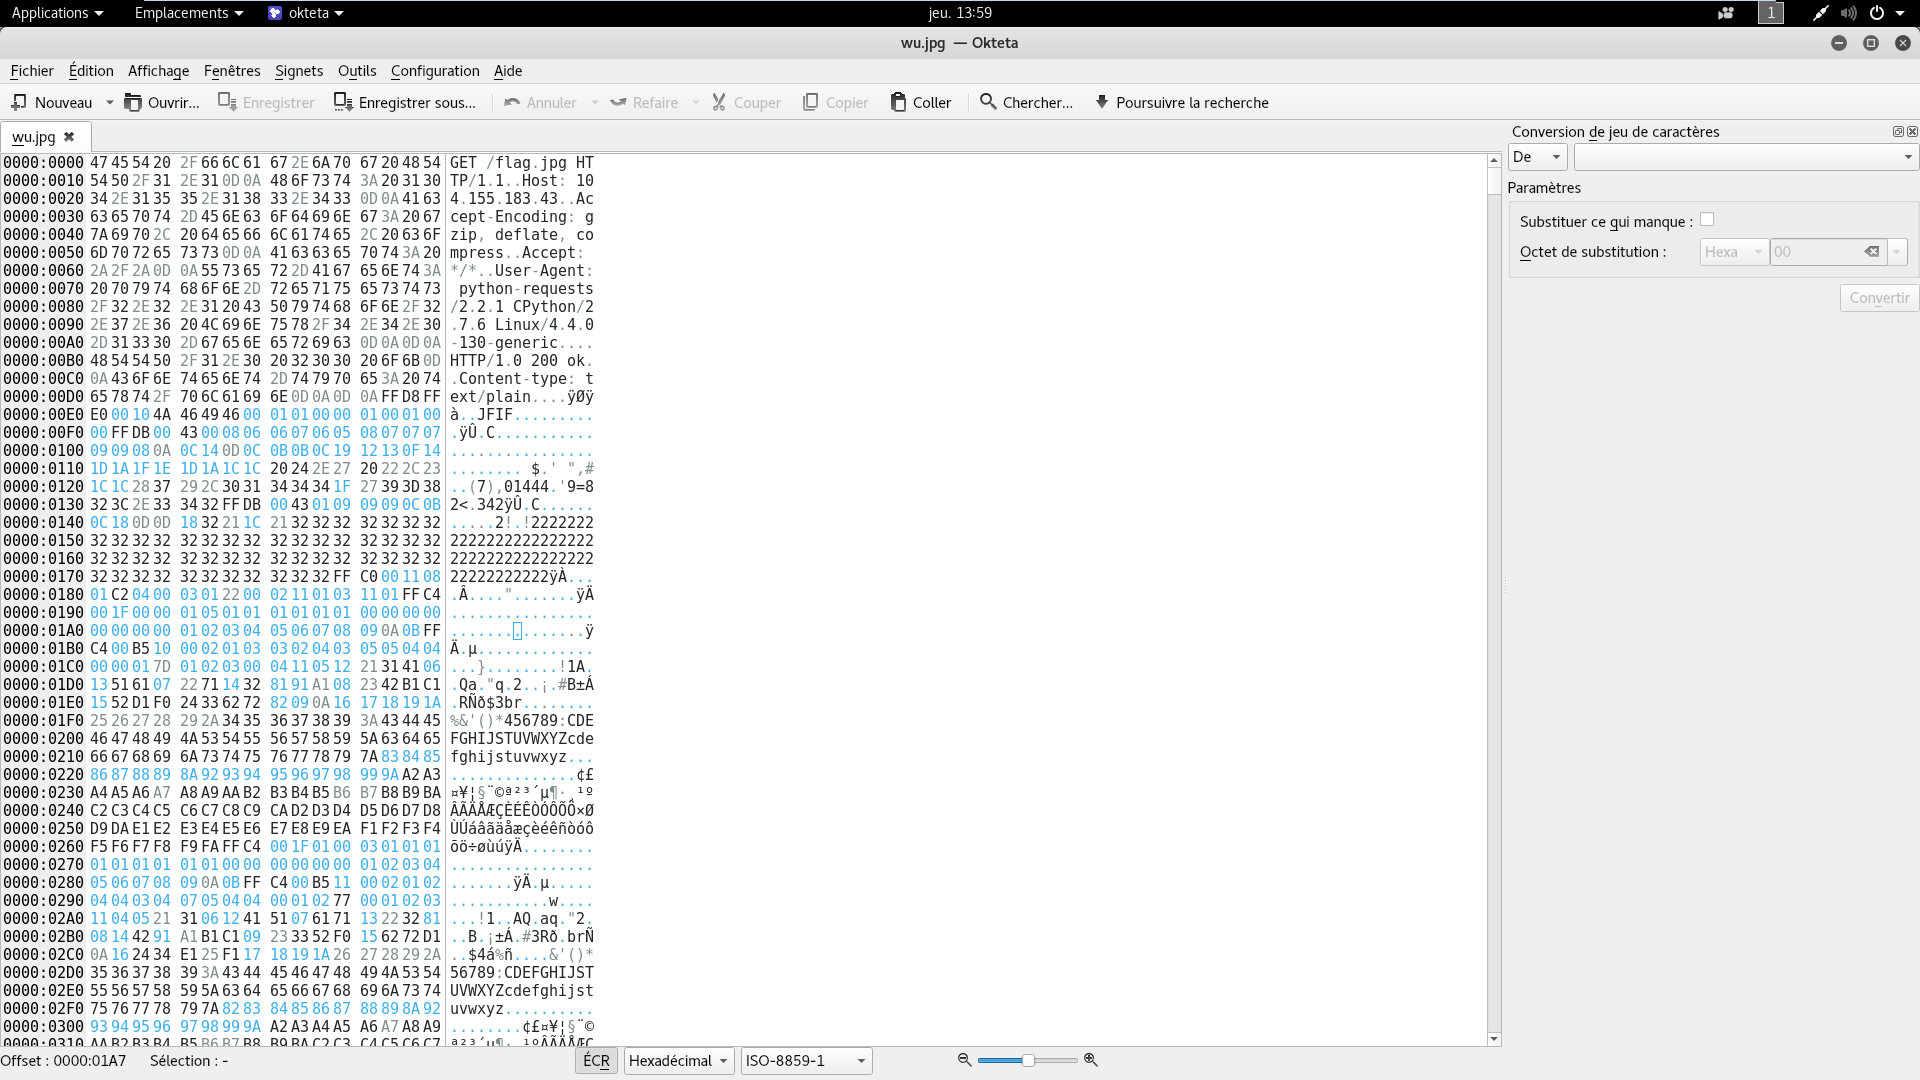 Applications Emplacements okteta jeu. 13:59 1
wu.jpg — Okteta
Fichier Édition Affichage Fenêtres Signets Outils Configuration Aide
Nouveau Ouvrir... Enregistrer Enregistrer sous... Annuler Refaire Couper Copier Coller Chercher... Poursuivre la recherche
wu.jpg
0000:0000 47 45 54 20 2F 66 6C 61 67 2E 6A 70 67 20 48 54 GET /flag.jpg HT
0000:0010 54 50 2F 31 2E 31 0D 0A 48 6F 73 74 3A 20 31 30 TP/1.1..Host: 10
0000:0020 34 2E 31 35 35 2E 31 38 33 2E 34 33 0D 0A 41 63 4.155.183.43..Ac
0000:0030 63 65 70 74 2D 45 6E 63 6F 64 69 6E 67 3A 20 67 cept-Encoding: g
0000:0040 7A 69 70 2C 20 64 65 66 6C 61 74 65 2C 20 63 6F zip, deflate, co
0000:0050 6D 70 72 65 73 73 0D 0A 41 63 63 65 70 74 3A 20 mpress..Accept: 
0000:0060 2A 2F 2A 0D 0A 55 73 65 72 2D 41 67 65 6E 74 3A */*..User-Agent:
0000:0070 20 70 79 74 68 6F 6E 2D 72 65 71 75 65 73 74 73 python-requests
0000:0080 2F 32 2E 32 2E 31 20 43 50 79 74 68 6F 6E 2F 32 /2.2.1 CPython/2
0000:0090 2E 37 2E 36 20 4C 69 6E 75 78 2F 34 2E 34 2E 30 .7.6 Linux/4.4.0
0000:00A0 2D 31 33 30 2D 67 65 6E 65 72 69 63 0D 0A 0D 0A -130-generic....
0000:00B0 48 54 54 50 2F 31 2E 30 20 32 30 30 20 6F 6B 0D HTTP/1.0 200 ok.
0000:00C0 0A 43 6F 6E 74 65 6E 74 2D 74 79 70 65 3A 20 74 .Content-type: t
0000:00D0 65 78 74 2F 70 6C 61 69 6E 0D 0A 0D 0A FF D8 FF ext/plain....ÿØÿ
0000:00E0 E0 00 10 4A 46 49 46 00 01 01 00 00 01 00 01 00 à..JFIF.........
0000:00F0 00 FF DB 00 43 00 08 06 06 07 06 05 08 07 07 07 .ÿÛ.C...........
0000:0100 09 09 08 0A 0C 14 0D 0C 0B 0B 0C 19 12 13 0F 14 ................
0000:0110 1D 1A 1F 1E 1D 1A 1C 1C 20 24 2E 27 20 22 2C 23 ........ $.' ",#
0000:0120 1C 1C 28 37 29 2C 30 31 34 34 34 1F 27 39 3D 38 ..(7),01444.'9=8
0000:0130 32 3C 2E 33 34 32 FF DB 00 43 01 09 09 09 0C 0B 2<.342ÿÛ.C......
0000:0140 0C 18 0D 0D 18 32 21 1C 21 32 32 32 32 32 32 32 .....2!.!2222222
0000:0150 32 32 32 32 32 32 32 32 32 32 32 32 32 32 32 32 2222222222222222
0000:0160 32 32 32 32 32 32 32 32 32 32 32 32 32 32 32 32 2222222222222222
0000:0170 32 32 32 32 32 32 32 32 32 32 32 FF C0 00 11 08 22222222222ÿÀ...
0000:0180 01 C2 04 00 03 01 22 00 02 11 01 03 11 01 FF C4 .Â....".......ÿÄ
0000:0190 00 1F 00 00 01 05 01 01 01 01 01 01 00 00 00 00 ................
0000:01A0 00 00 00 00 01 02 03 04 05 06 07 08 09 0A 0B FF ...............ÿ
0000:01B0 C4 00 B5 10 00 02 01 03 03 02 04 03 05 05 04 04 Ä.µ.............
0000:01C0 00 00 01 7D 01 02 03 00 04 11 05 12 21 31 41 06 ...}........!1A.
0000:01D0 13 51 61 07 22 71 14 32 81 91 A1 08 23 42 B1 C1 .Qa."q.2..¡.#B±Á
0000:01E0 15 52 D1 F0 24 33 62 72 82 09 0A 16 17 18 19 1A .RÑð$3br........
0000:01F0 25 26 27 28 29 2A 34 35 36 37 38 39 3A 43 44 45 %&'()*456789:CDE
0000:0200 46 47 48 49 4A 53 54 55 56 57 58 59 5A 63 64 65 FGHIJSTUVWXYZcde
0000:0210 66 67 68 69 6A 73 74 75 76 77 78 79 7A 83 84 85 fghijstuvwxyz...
0000:0220 86 87 88 89 8A 92 93 94 95 96 97 98 99 9A A2 A3 ..............¢£
0000:0230 A4 A5 A6 A7 A8 A9 AA B2 B3 B4 B5 B6 B7 B8 B9 BA ¤¥¦§¨©ª²³´µ¶·¸¹º
0000:0240 C2 C3 C4 C5 C6 C7 C8 C9 CA D2 D3 D4 D5 D6 D7 D8 ÂÃÄÅÆÇÈÉÊÒÓÔÕÖ×Ø
0000:0250 D9 DA E1 E2 E3 E4 E5 E6 E7 E8 E9 EA F1 F2 F3 F4 ÙÚáâãäåæçèéêñòóô
0000:0260 F5 F6 F7 F8 F9 FA FF C4 00 1F 01 00 03 01 01 01 õö÷øùúÿÄ........
0000:0270 01 01 01 01 01 01 00 00 00 00 00 00 01 02 03 04 ................
0000:0280 05 06 07 08 09 0A 0B FF C4 00 B5 11 00 02 01 02 .......ÿÄ.µ.....
0000:0290 04 04 03 04 07 05 04 04 00 01 02 77 00 01 02 03 ...........w....
0000:02A0 11 04 05 21 31 06 12 41 51 07 61 71 13 22 32 81 ...!1..AQ.aq."2.
0000:02B0 08 14 42 91 A1 B1 C1 09 23 33 52 F0 15 62 72 D1 ..B.¡±Á.#3Rð.brÑ
0000:02C0 0A 16 24 34 E1 25 F1 17 18 19 1A 26 27 28 29 2A ..$4á%ñ....&'()*
0000:02D0 35 36 37 38 39 3A 43 44 45 46 47 48 49 4A 53 54 56789:CDEFGHIJST
0000:02E0 55 56 57 58 59 5A 63 64 65 66 67 68 69 6A 73 74 UVWXYZcdefghijst
0000:02F0 75 76 77 78 79 7A 82 83 84 85 86 87 88 89 8A 92 uvwxyz..........
0000:0300 93 94 95 96 97 98 99 9A A2 A3 A4 A5 A6 A7 A8 A9 ........¢£¤¥¦§¨©
0000:0310 AA B2 B3 B4 B5 B6 B7 B8 B9 BA C2 C3 C4 C5 C6 C7 ª²³´µ¶·¸¹ºÂÃÄÅÆÇ
Conversion de jeu de caractères
De
Paramètres
Substituer ce qui manque :
Octet de substitution : Hexa 00
Convertir
Offset : 0000:01A7 Sélection : - ÉCR Hexadécimal ISO-8859-1